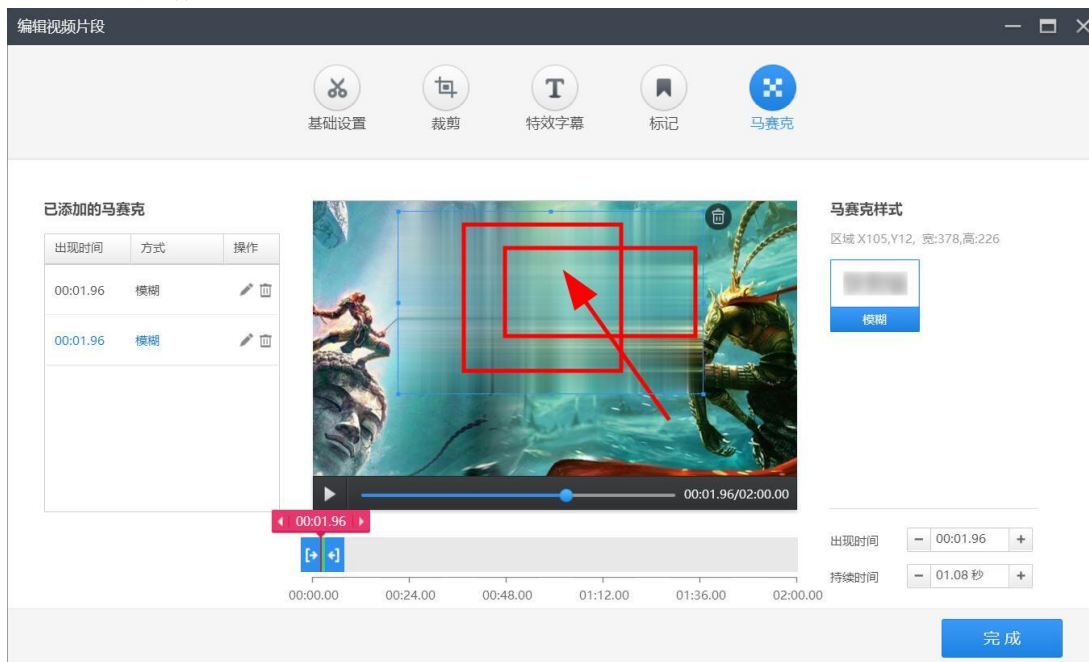 编辑视频片段
基础设置
裁剪
特效字幕
标记
马赛克
已添加的马赛克
出现时间 方式 操作
00:01.96 模糊
00:01.96 模糊
00:01.96/02:00.00
00:01.96
00:00.00 00:24.00 00:48.00 01:12.00 01:36.00 02:00.00
马赛克样式
区域 X105,Y12, 宽:378,高:226
模糊
出现时间 - 00:01.96 +
持续时间 - 01.08 秒 +
完成